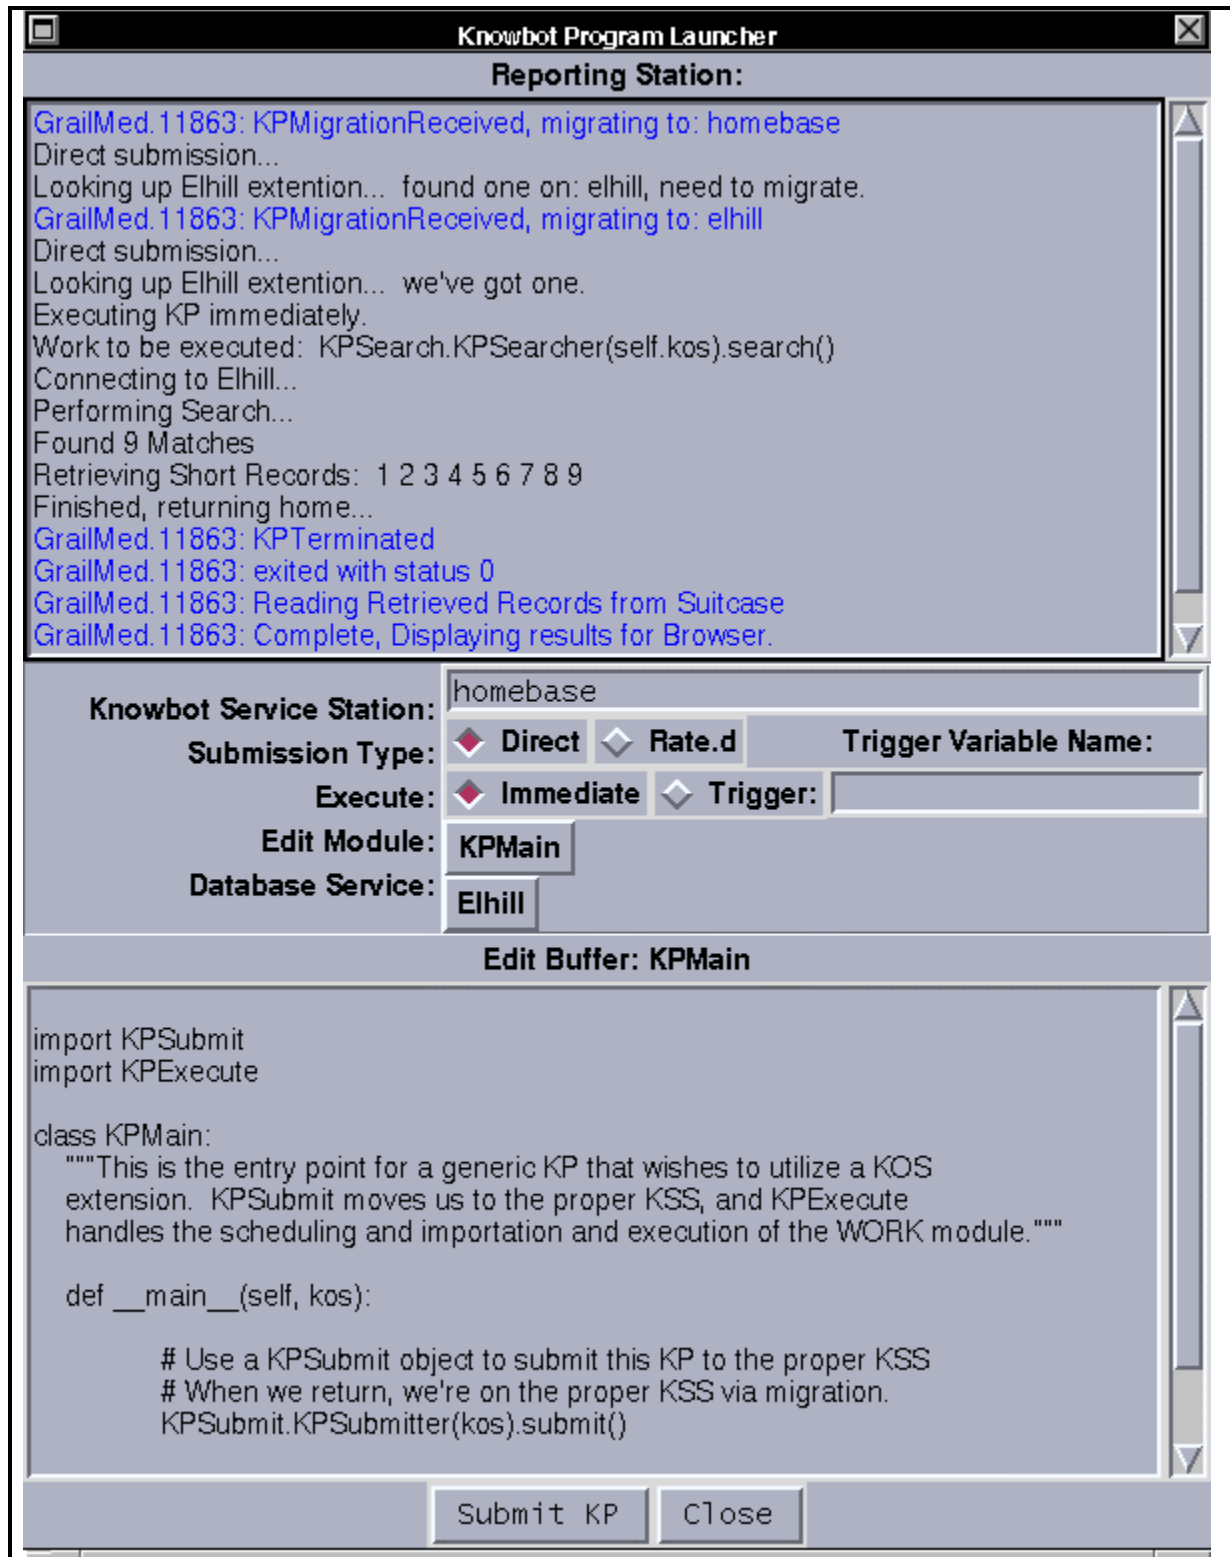 Knowbot Program Launcher
Reporting Station:
GrailMed.11863: KPMigrationReceived, migrating to: homebase
Direct submission...
Looking up Elhill extention...  found one on: elhill, need to migrate.
GrailMed.11863: KPMigrationReceived, migrating to: elhill
Direct submission...
Looking up Elhill extention...  we've got one.
Executing KP immediately.
Work to be executed:  KPSearch.KPSearcher(self.kos).search()
Connecting to Elhill...
Performing Search...
Found 9 Matches
Retrieving Short Records:  1 2 3 4 5 6 7 8 9
Finished, returning home...
GrailMed.11863: KPTerminated
GrailMed.11863: exited with status 0
GrailMed.11863: Reading Retrieved Records from Suitcase
GrailMed.11863: Complete, Displaying results for Browser.
Knowbot Service Station: homebase
Submission Type: Direct Rate.d Trigger Variable Name:
Execute: Immediate Trigger:
Edit Module: KPMain
Database Service: Elhill
Edit Buffer: KPMain
import KPSubmit
import KPExecute
class KPMain:
"""This is the entry point for a generic KP that wishes to utilize a KOS
extension.  KPSubmit moves us to the proper KSS, and KPExecute
handles the scheduling and importation and execution of the WORK module."""
def __main__(self, kos):
# Use a KPSubmit object to submit this KP to the proper KSS
# When we return, we're on the proper KSS via migration.
KPSubmit.KPSubmitter(kos).submit()
Submit KP Close